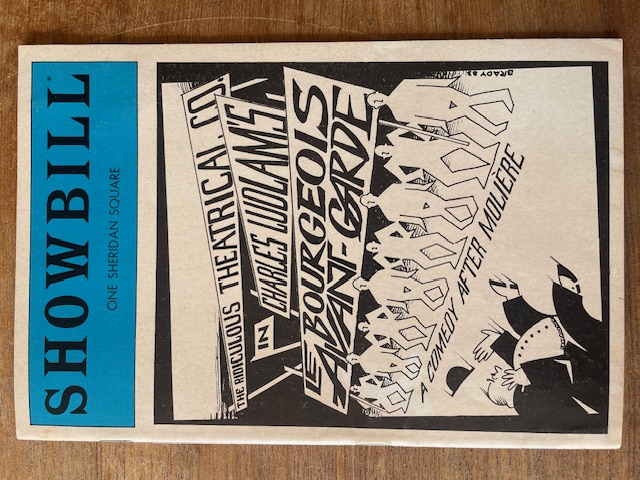 SHOWBILL®
ONE SHERIDAN SQUARE
THE RIDICULOUS THEATRICAL CO.
IN
CHARLES LUDLAM'S
LE BOURGEOIS
AVANT-GARDE
A COMEDY AFTER MOLIERE
BRADY 83